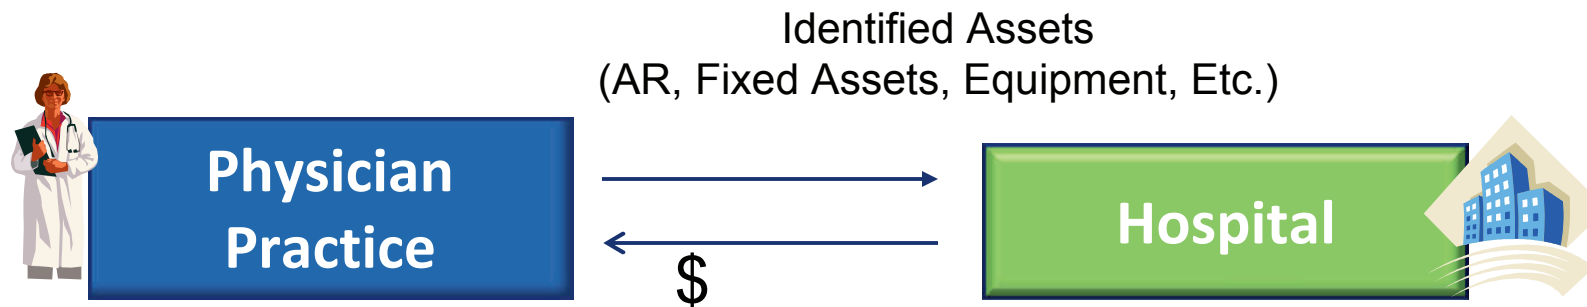 Identified Assets
(AR, Fixed Assets, Equipment, Etc.)
Physician
Practice
Hospital
$